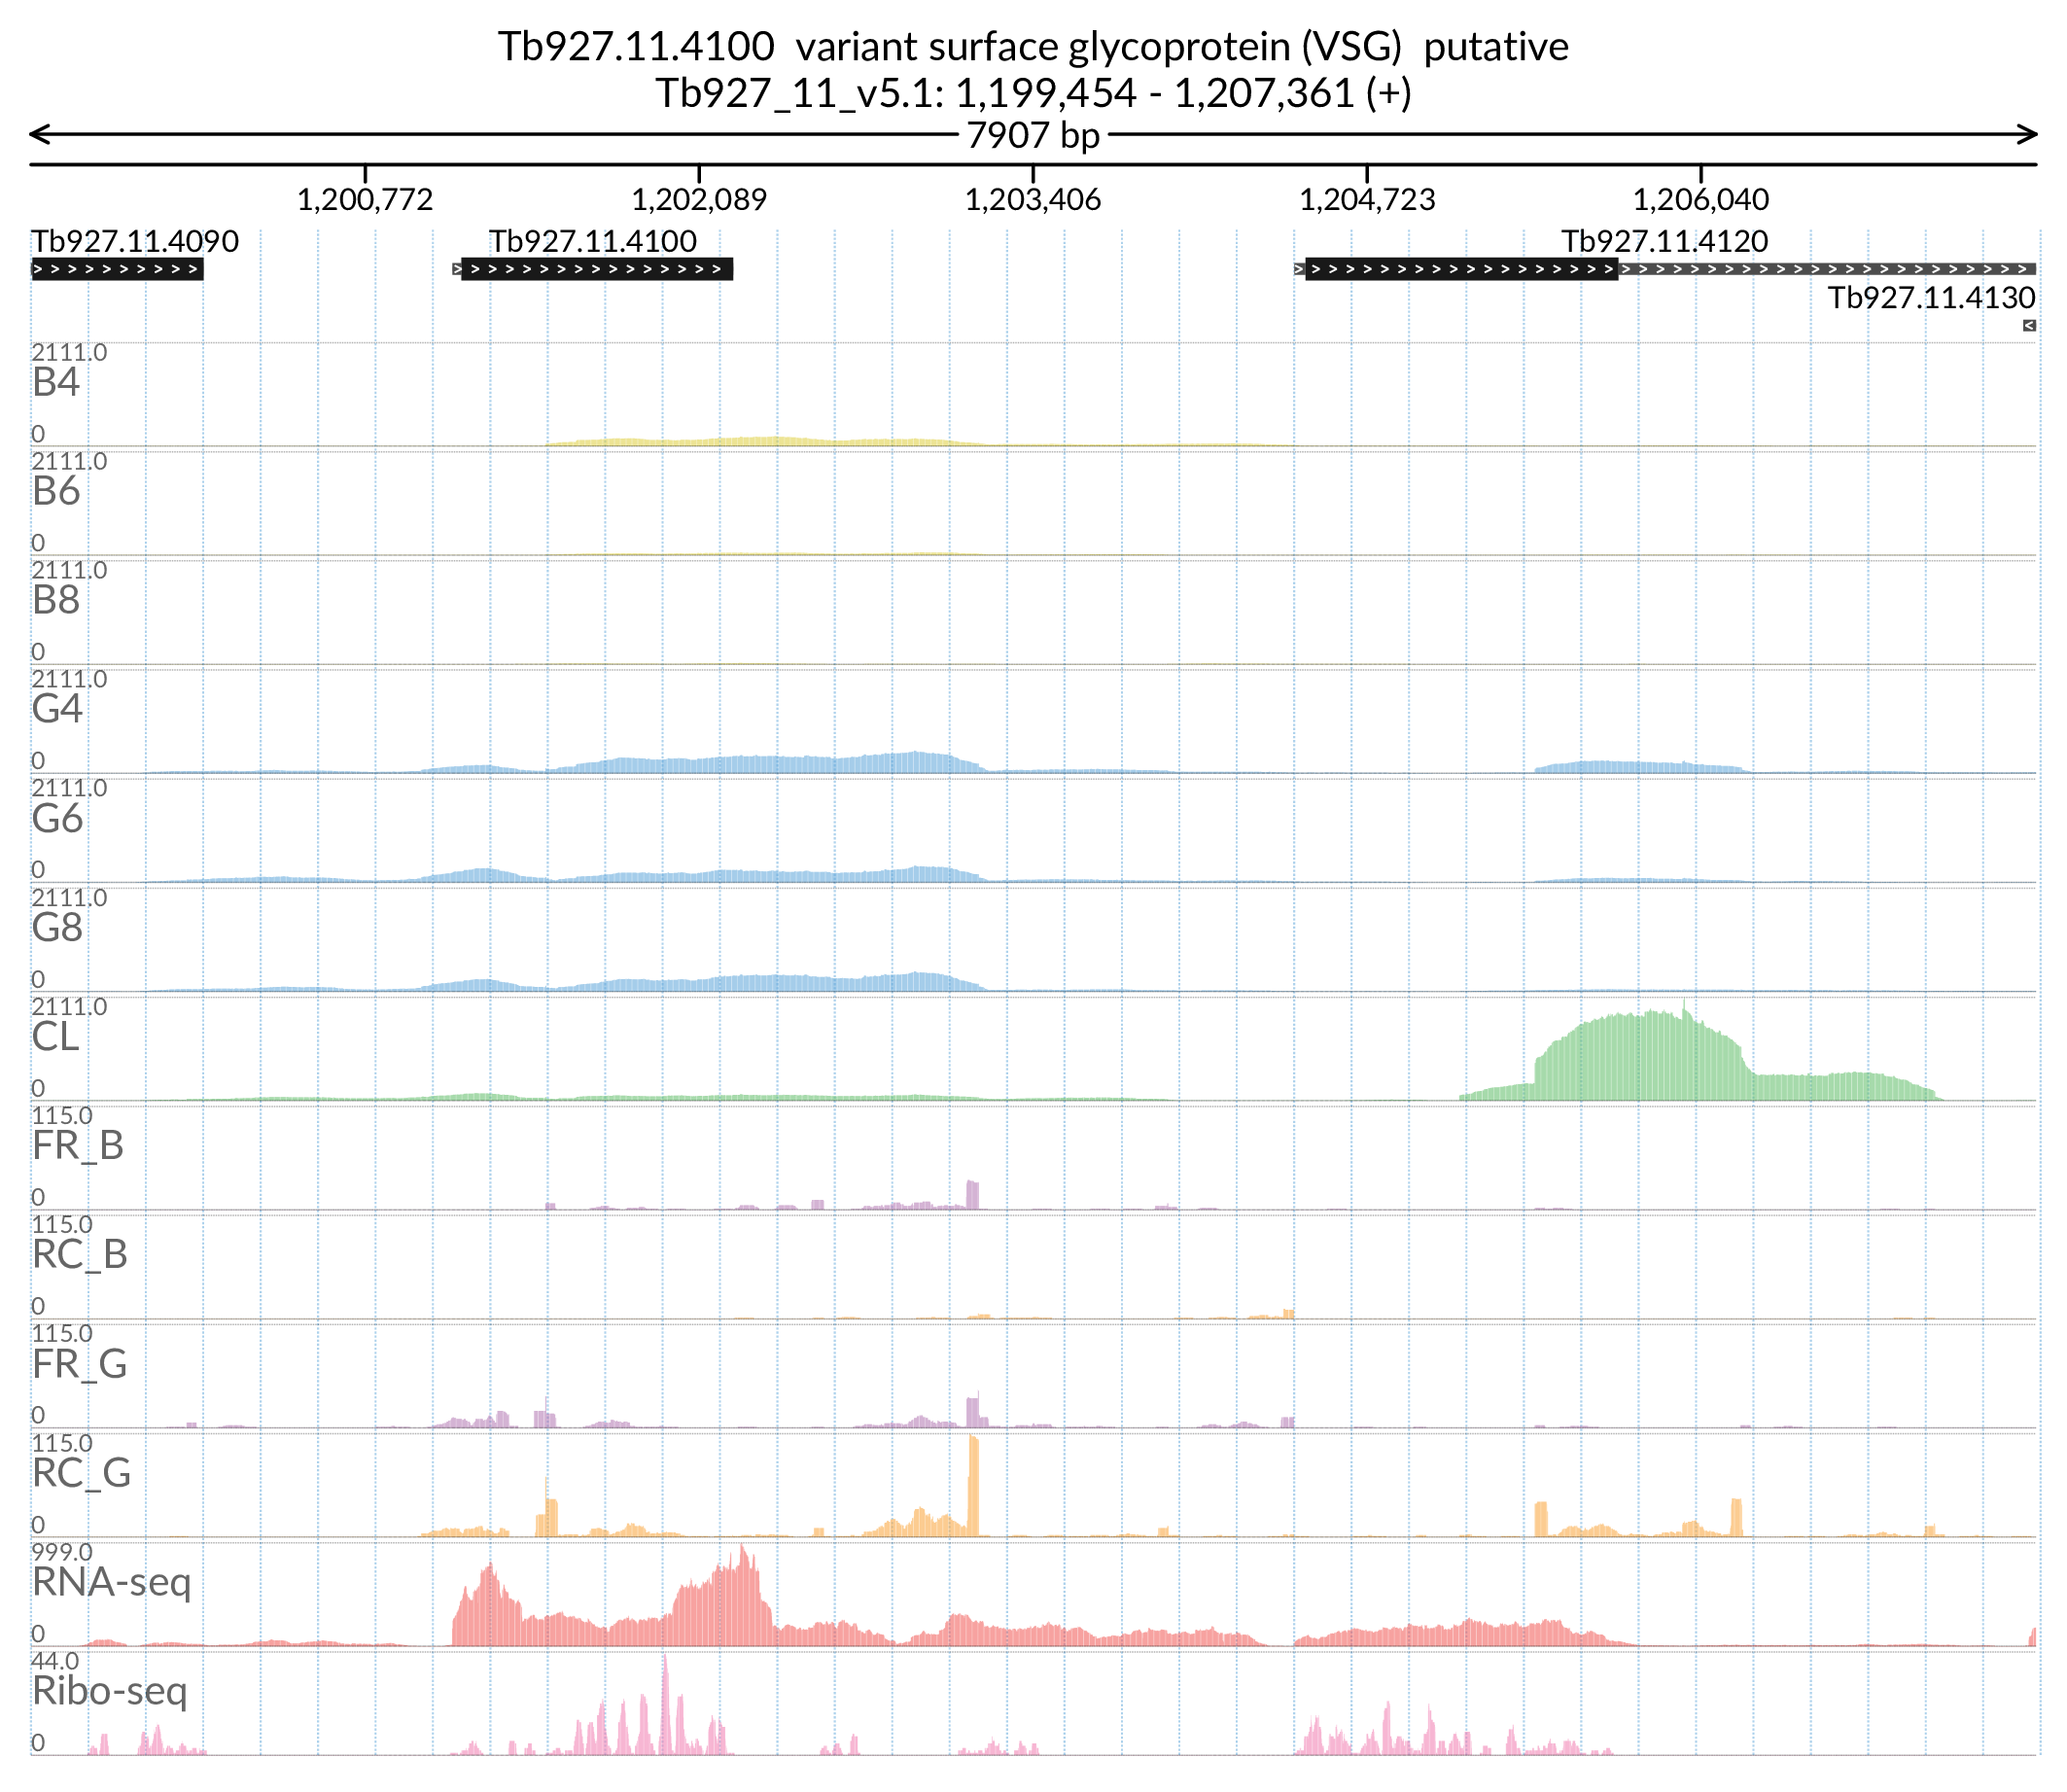 Tb927.11.4100 variant surface glycoprotein (VSG) putative
Tb927_11_v5.1: 1,199,454 - 1,207,361 (+)
7907 bp
1,200,772 1,202,089 1,203,406 1,204,723 1,206,040
Tb927.11.4090 Tb927.11.4100 Tb927.11.4120
Tb927.11.4130
2111.0
B4
0
2111.0
B6
0
2111.0
B8
0
2111.0
G4
0
2111.0
G6
0
2111.0
G8
0
2111.0
CL
0
115.0
FR_B
0
115.0
RC_B
0
115.0
FR_G
0
115.0
RC_G
0
999.0
RNA-seq
0
44.0
Ribo-seq
0